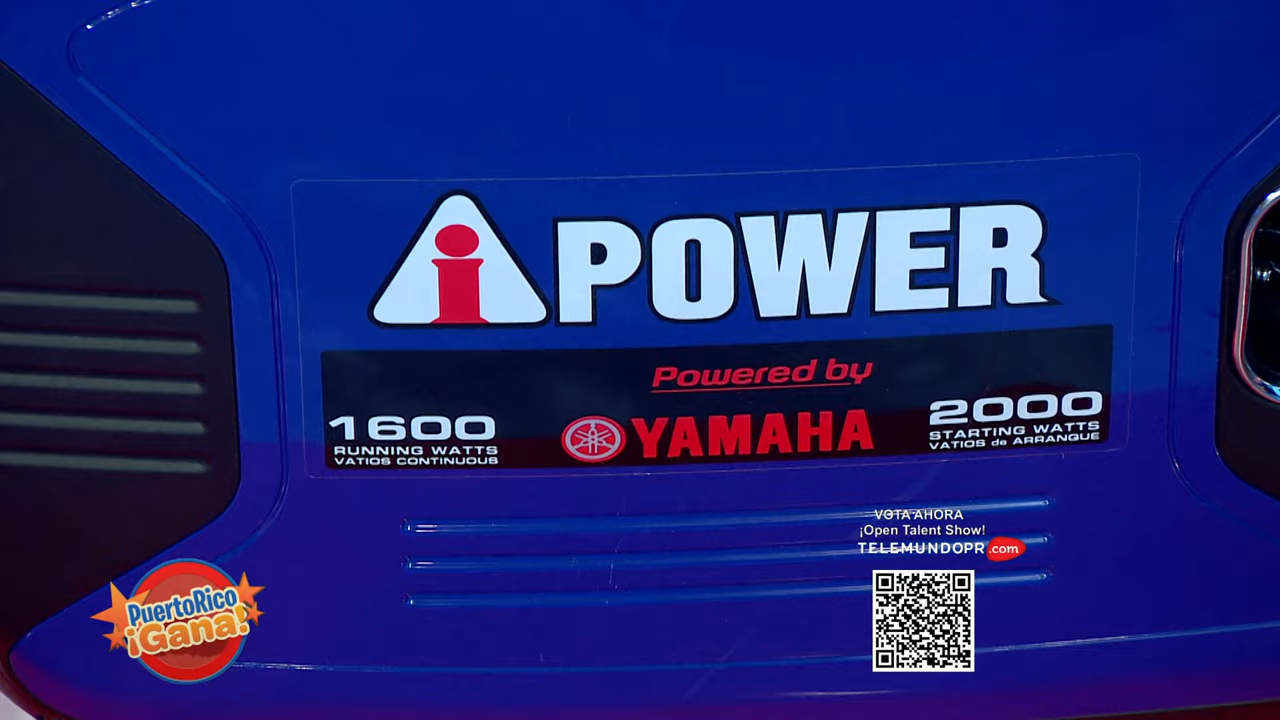 iPOWER
Powered by
YAMAHA
1600
RUNNING WATTS
VATIOS CONTINUOUS
2000
STARTING WATTS
VATIOS de ARRANQUE
VOTA AHORA
¡Open Talent Show!
TELEMUNDOPR.com
PuertoRico
¡Gana!